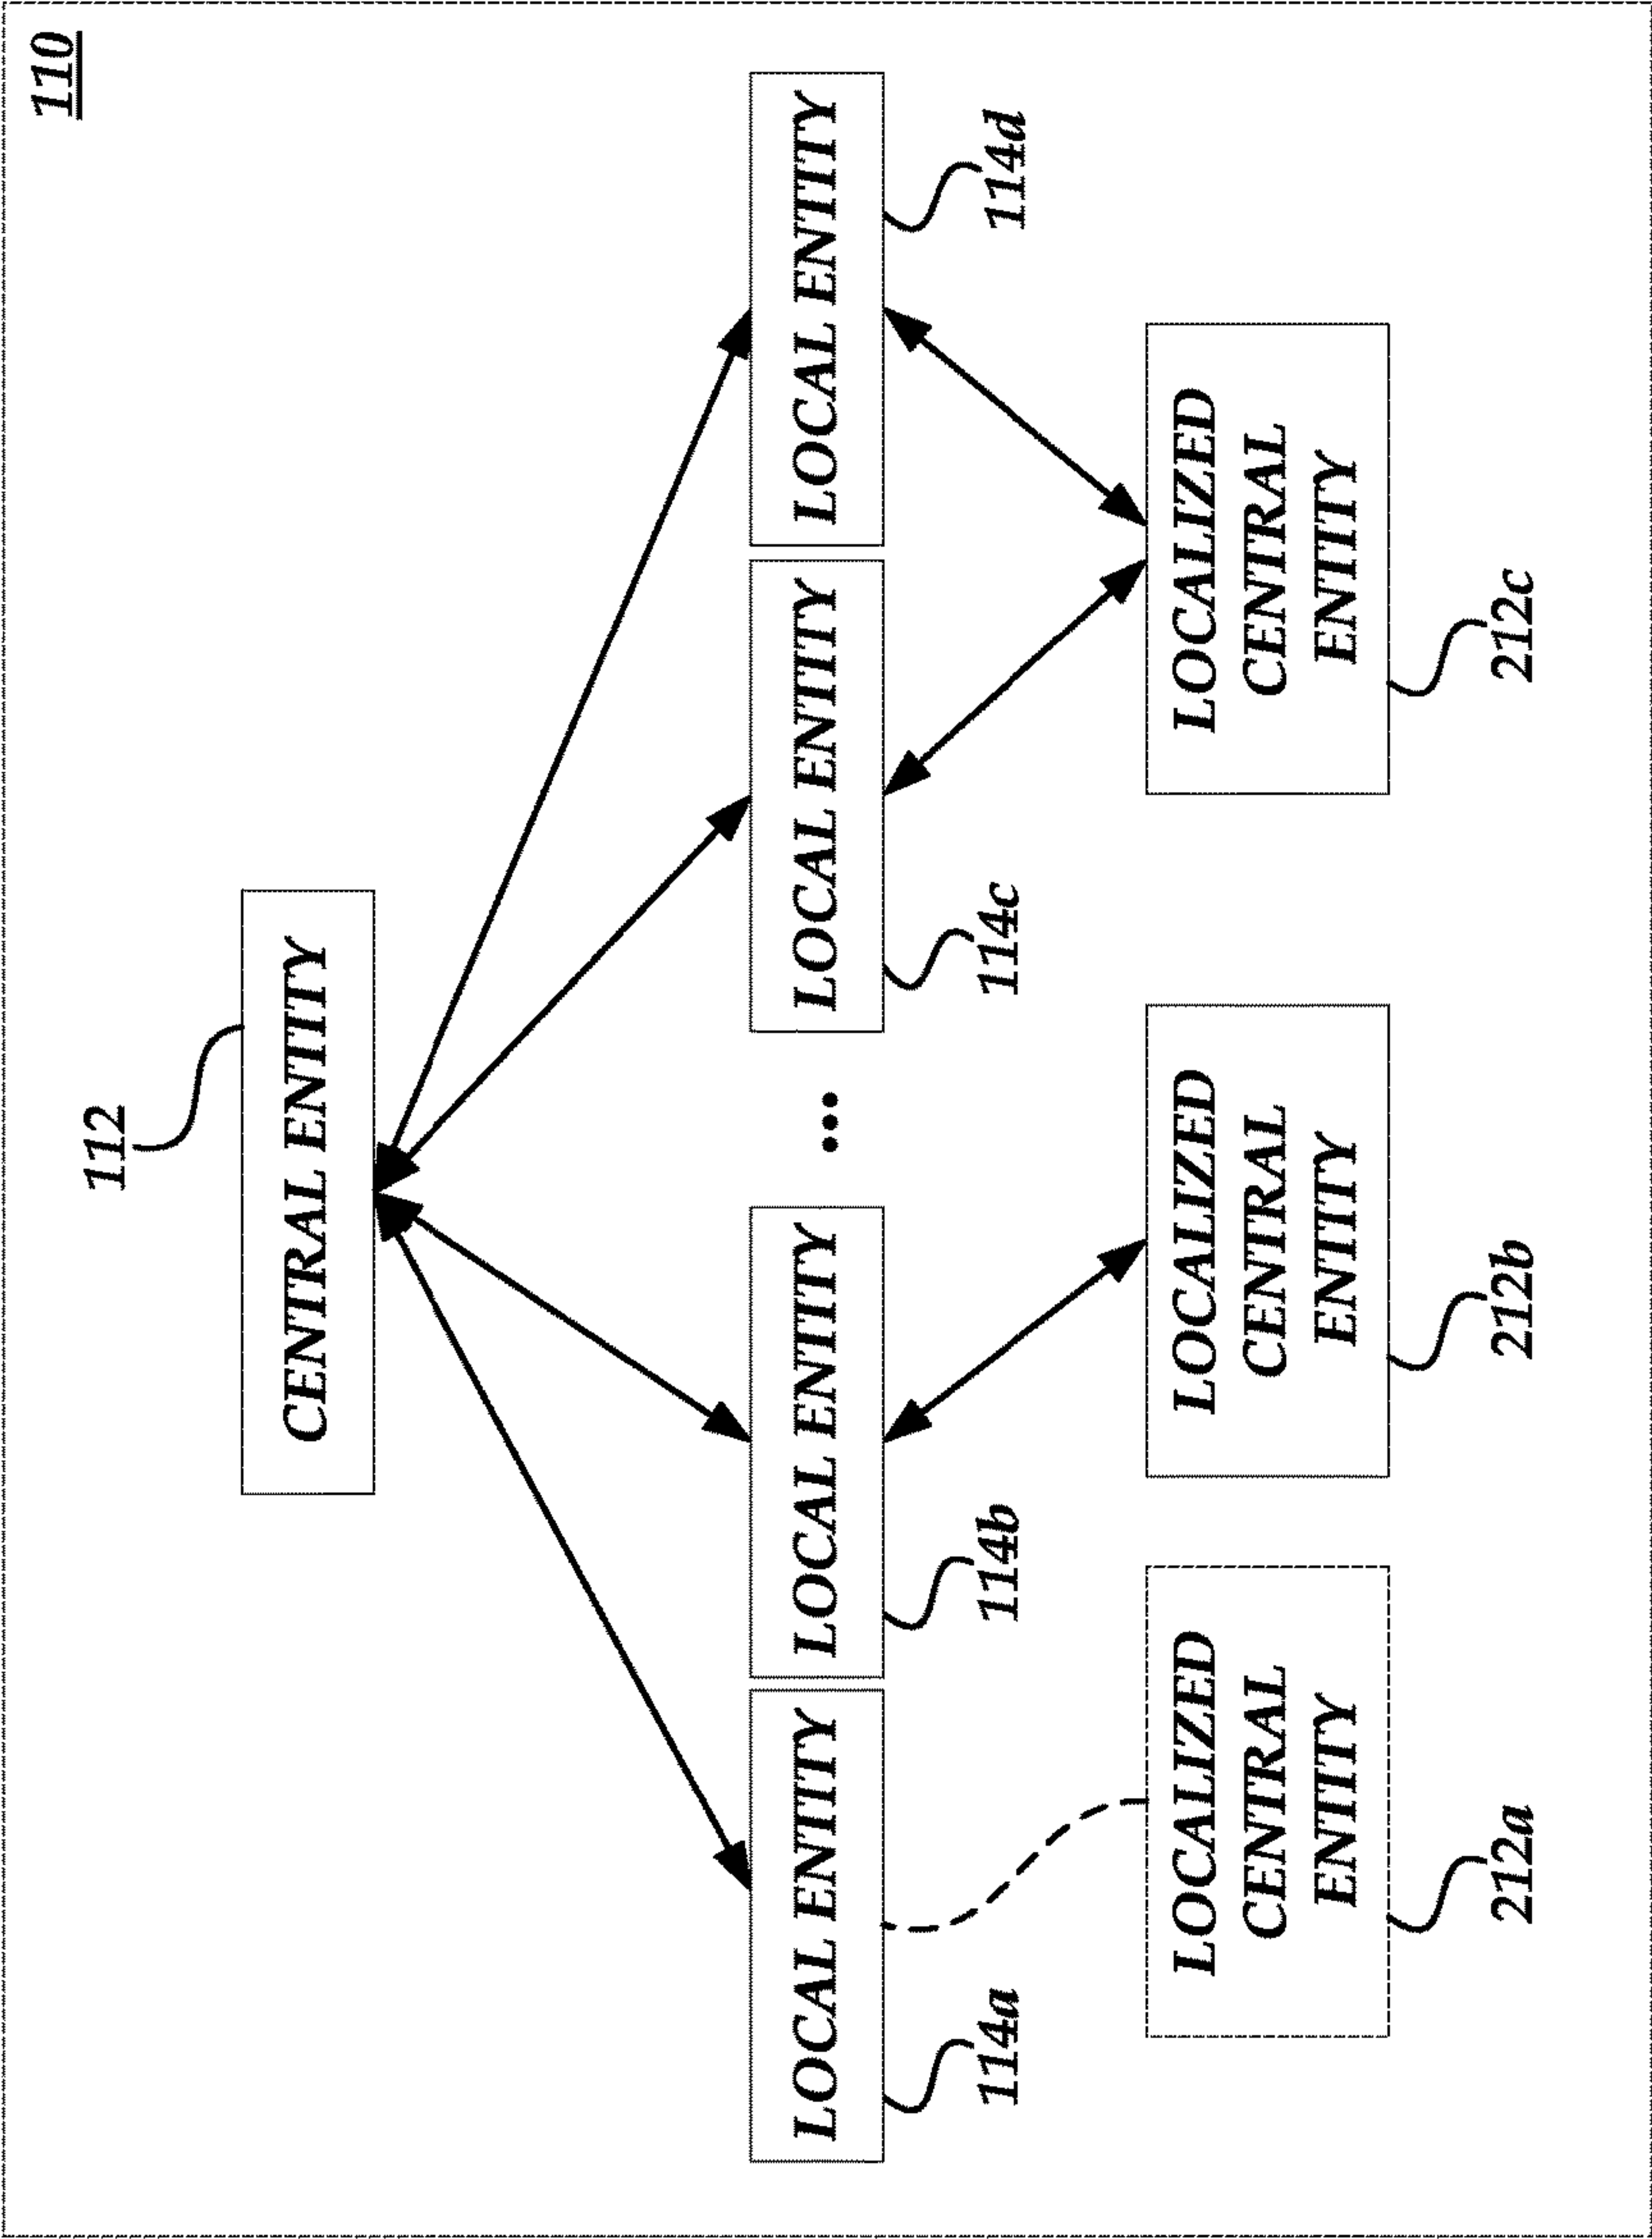 110
112
CENTRAL ENTITY
LOCAL ENTITY
LOCAL ENTITY
...
LOCAL ENTITY
LOCAL ENTITY
114a
114b
114c
114d
LOCALIZED
CENTRAL
ENTITY
LOCALIZED
CENTRAL
ENTITY
LOCALIZED
CENTRAL
ENTITY
212a
212b
212c